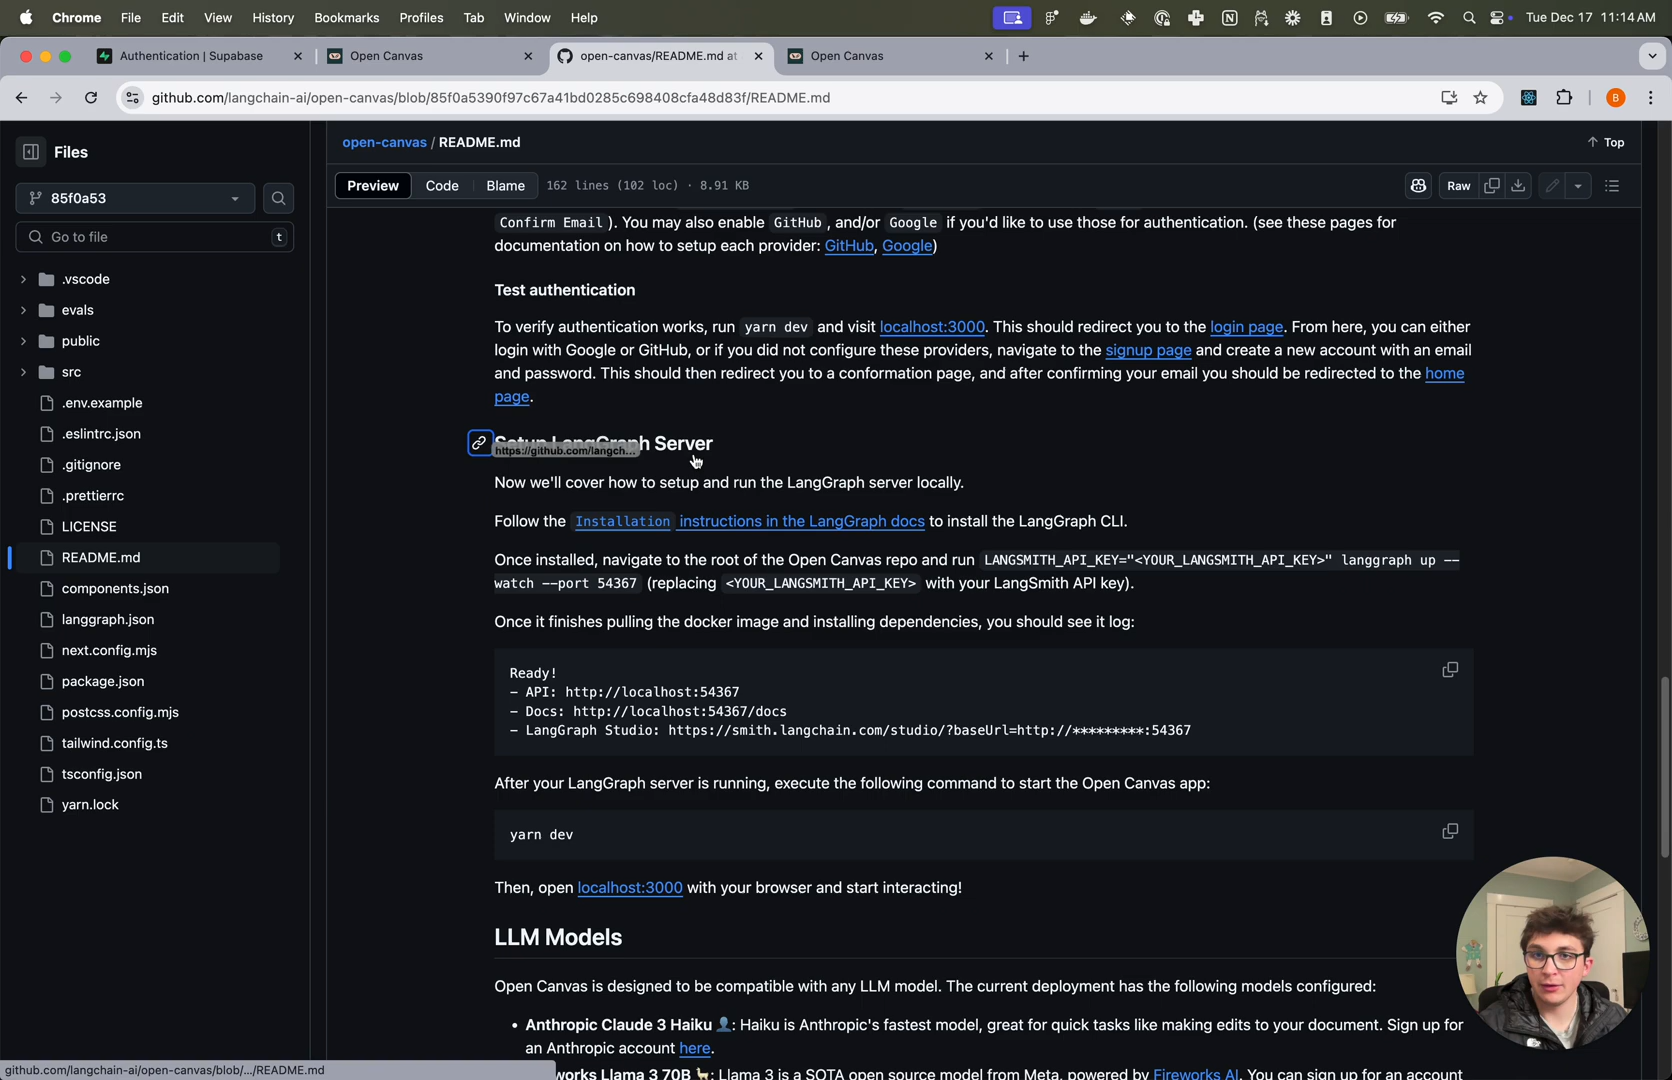 Chrome File Edit View History Bookmarks Profiles Tab Window Help Tue Dec 17 11:14 AM
Authentication | Supabase Open Canvas open-canvas/README.md at Open Canvas
github.com/langchain-ai/open-canvas/blob/85f0a5390f97c67a41bd0285c698408cfa48d83f/README.md B
Files
85f0a53
Go to file t
.vscode
evals
public
src
.env.example
.eslintrc.json
.gitignore
.prettierrc
LICENSE
README.md
components.json
langgraph.json
next.config.mjs
package.json
postcss.config.mjs
tailwind.config.ts
tsconfig.json
yarn.lock
open-canvas / README.md Top
Preview Code Blame 162 lines (102 loc) · 8.91 KB Raw
Confirm Email ). You may also enable GitHub , and/or Google if you'd like to use those for authentication. (see these pages for
documentation on how to setup each provider: GitHub, Google)
Test authentication
To verify authentication works, run yarn dev and visit localhost:3000. This should redirect you to the login page. From here, you can either
login with Google or GitHub, or if you did not configure these providers, navigate to the signup page and create a new account with an email
and password. This should then redirect you to a conformation page, and after confirming your email you should be redirected to the home
page.
Setup LangGraph Server
https://github.com/langch...
Now we'll cover how to setup and run the LangGraph server locally.
Follow the Installation instructions in the LangGraph docs to install the LangGraph CLI.
Once installed, navigate to the root of the Open Canvas repo and run LANGSMITH_API_KEY="<YOUR_LANGSMITH_API_KEY>" langgraph up --
watch --port 54367 (replacing <YOUR_LANGSMITH_API_KEY> with your LangSmith API key).
Once it finishes pulling the docker image and installing dependencies, you should see it log:
Ready!
- API: http://localhost:54367
- Docs: http://localhost:54367/docs
- LangGraph Studio: https://smith.langchain.com/studio/?baseUrl=http://*********:54367
After your LangGraph server is running, execute the following command to start the Open Canvas app:
yarn dev
Then, open localhost:3000 with your browser and start interacting!
LLM Models
Open Canvas is designed to be compatible with any LLM model. The current deployment has the following models configured:
• Anthropic Claude 3 Haiku 👤: Haiku is Anthropic's fastest model, great for quick tasks like making edits to your document. Sign up for
an Anthropic account here.
works Llama 3 70B 🦙: Llama 3 is a SOTA open source model from Meta, powered by Fireworks AI. You can sign up for an account
github.com/langchain-ai/open-canvas/blob/.../README.md